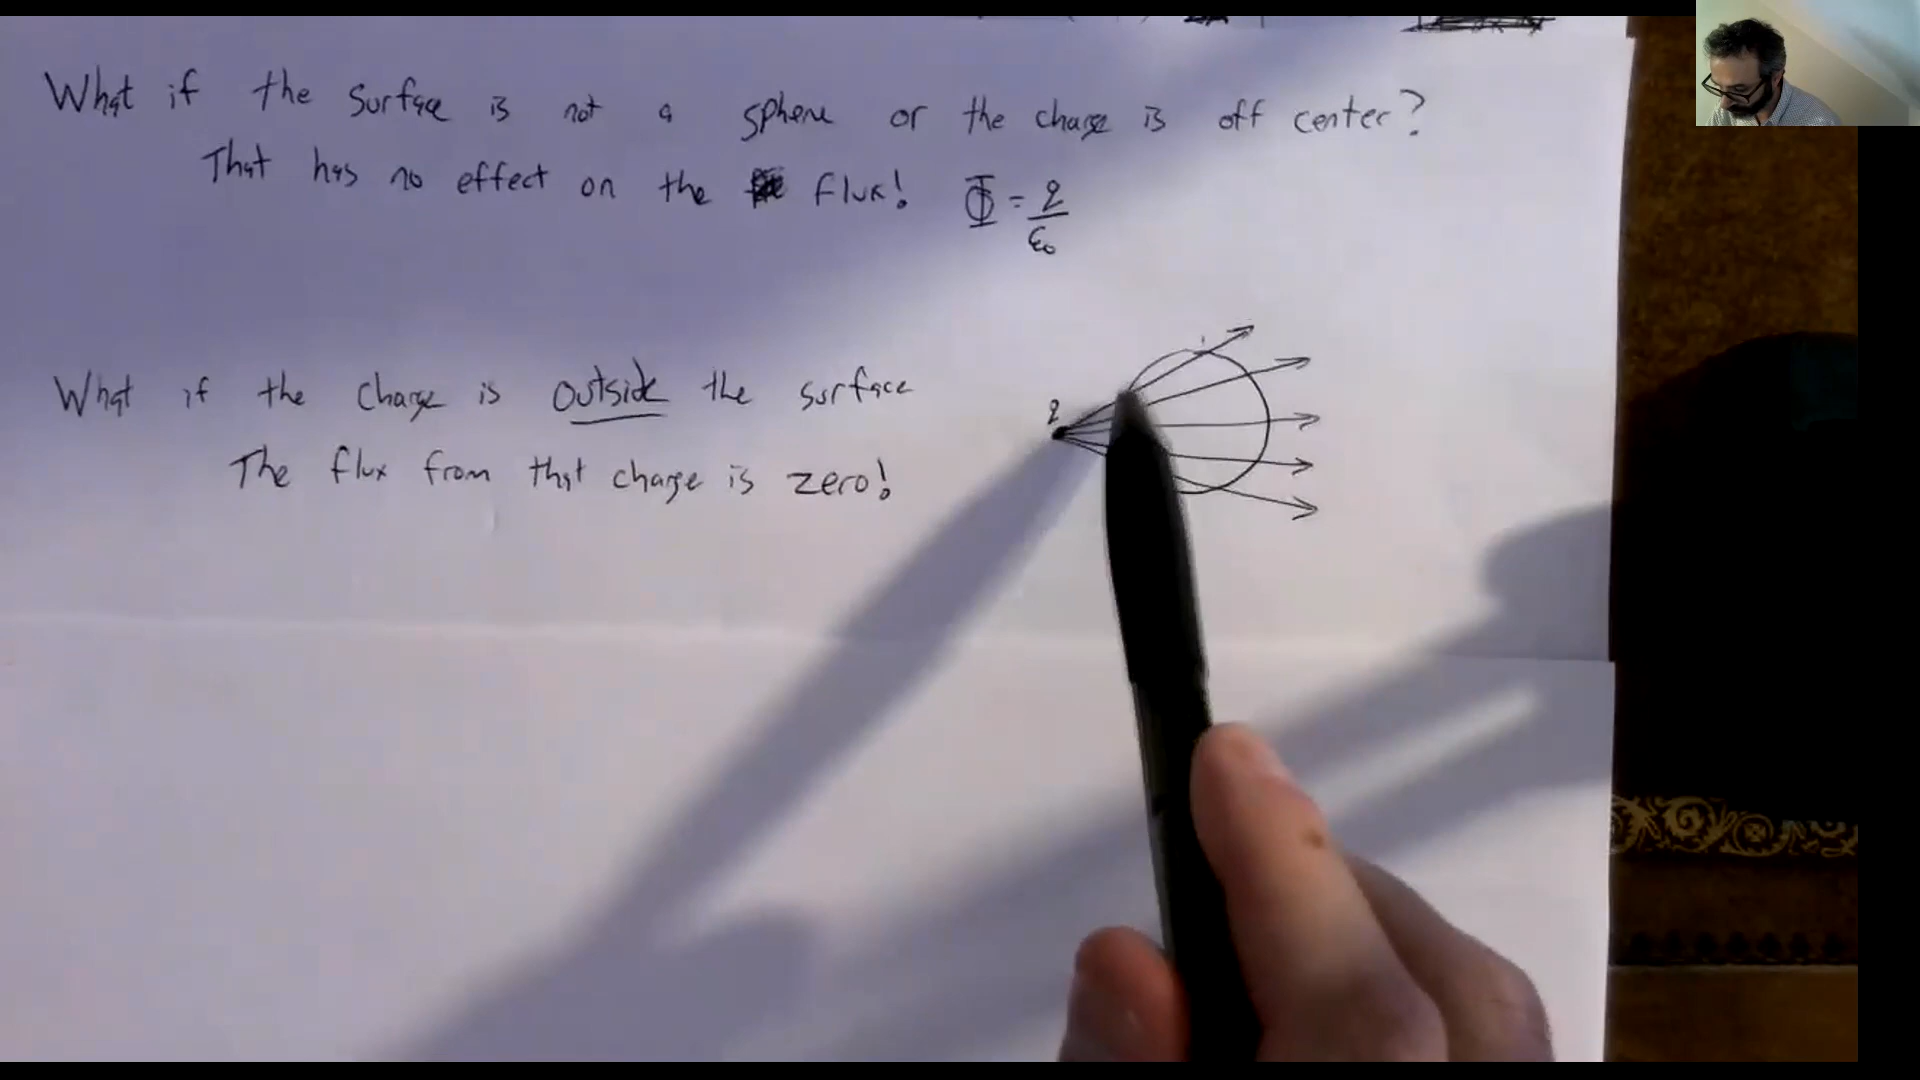 What if the surface is not a sphere or the charge is off center?
That has no effect on the flux! Φ = q/ε₀
What if the charge is outside the surface
q
The flux from that charge is zero!